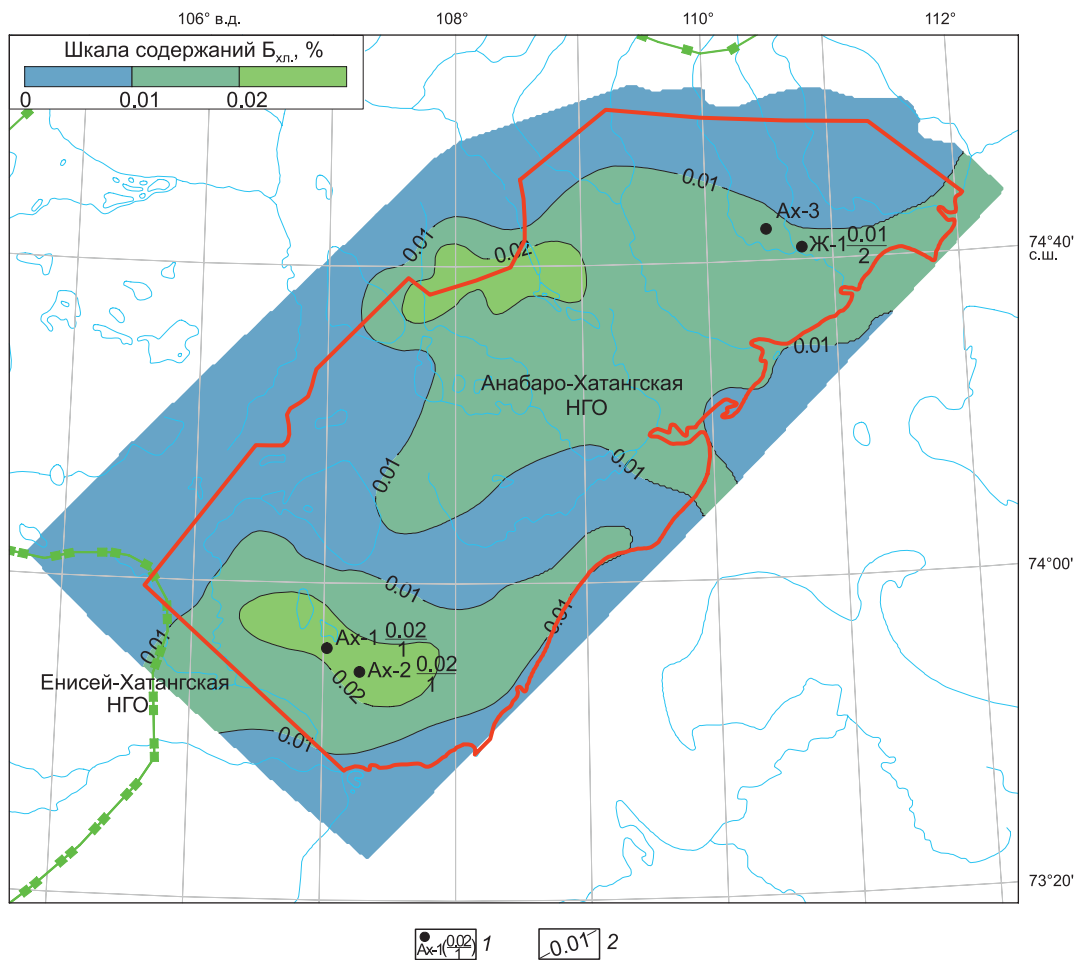 106° в.д.
108°
110°
112°
Шкала содержаний Бхл., %
0
0.01
0.02
0.01
Ах-3
0.01
0.02
Ж-1 0.01/2
74°40'
с.ш.
0.01
Анабаро-Хатангская
НГО
0.01
0.01
74°00'
0.01
0.01
0.01
Ах-1 0.02/1
Ах-2 0.02/1
0.02
Енисей-Хатангская
НГО
0.01
73°20'
Ах-1(0.02/1) 1
0.01 2